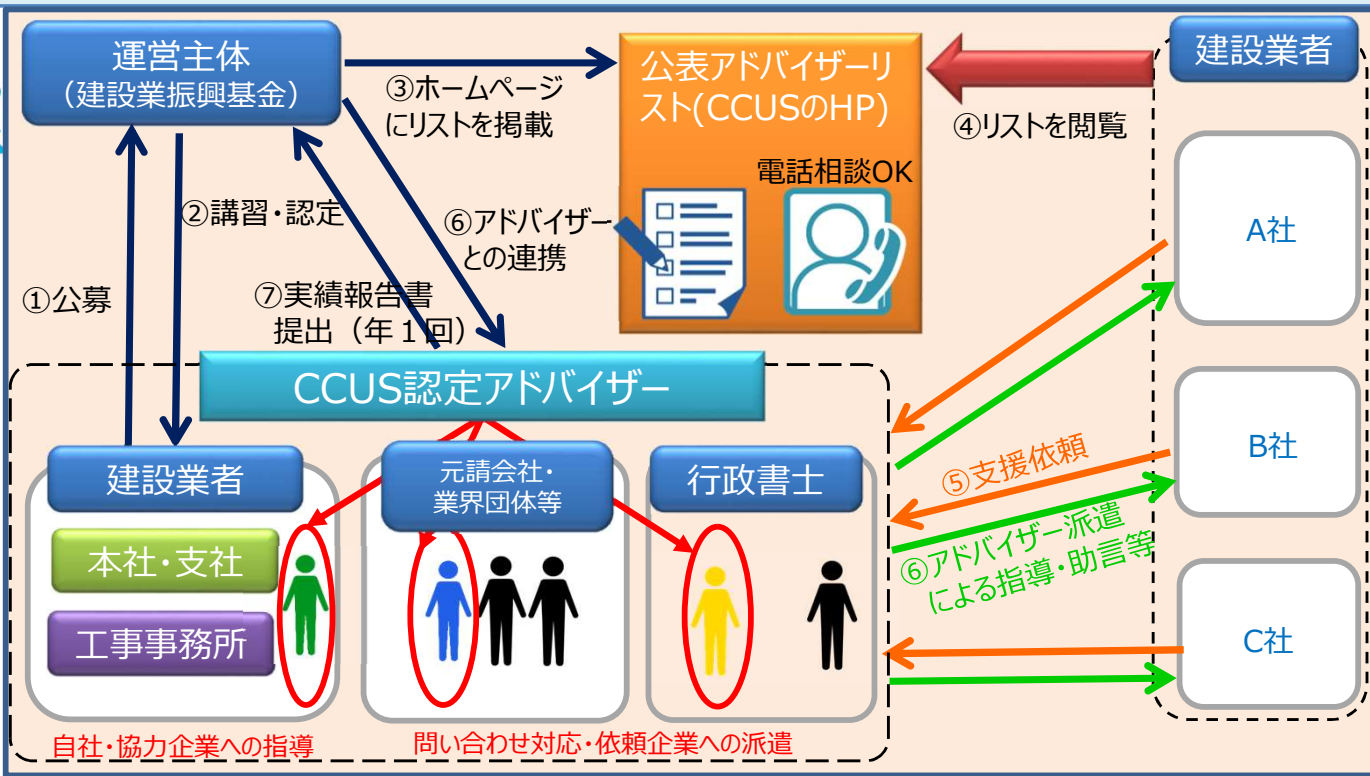 運営主体
（建設業振興基金）
③ホームページ
にリストを掲載
公表アドバイザーリ
スト(CCUSのHP)
電話相談OK
建設業者
④リストを閲覧
①公募
②講習・認定
⑥アドバイザー
との連携
⑦実績報告書
提出（年１回）
CCUS認定アドバイザー
建設業者
本社・支社
工事事務所
元請会社・
業界団体等
行政書士
自社・協力企業への指導
問い合わせ対応・依頼企業への派遣
⑤支援依頼
⑥アドバイザー派遣
による指導・助言等
A社
B社
C社